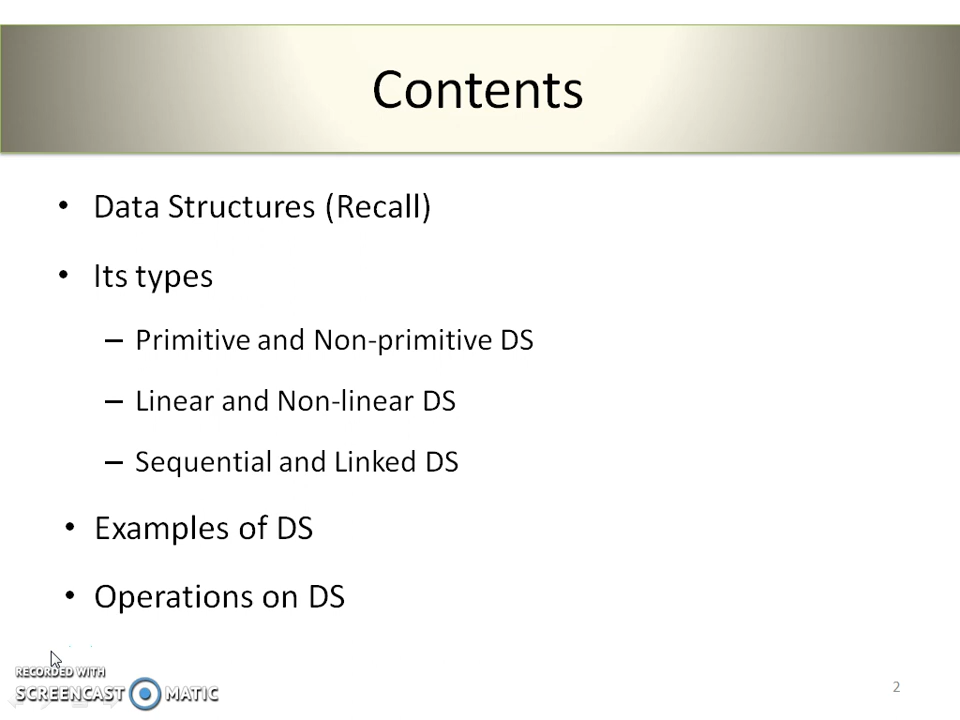 Contents
• Data Structures (Recall)
• Its types
– Primitive and Non-primitive DS
– Linear and Non-linear DS
– Sequential and Linked DS
• Examples of DS
• Operations on DS
RECORDED WITH
SCREENCAST MATIC
2